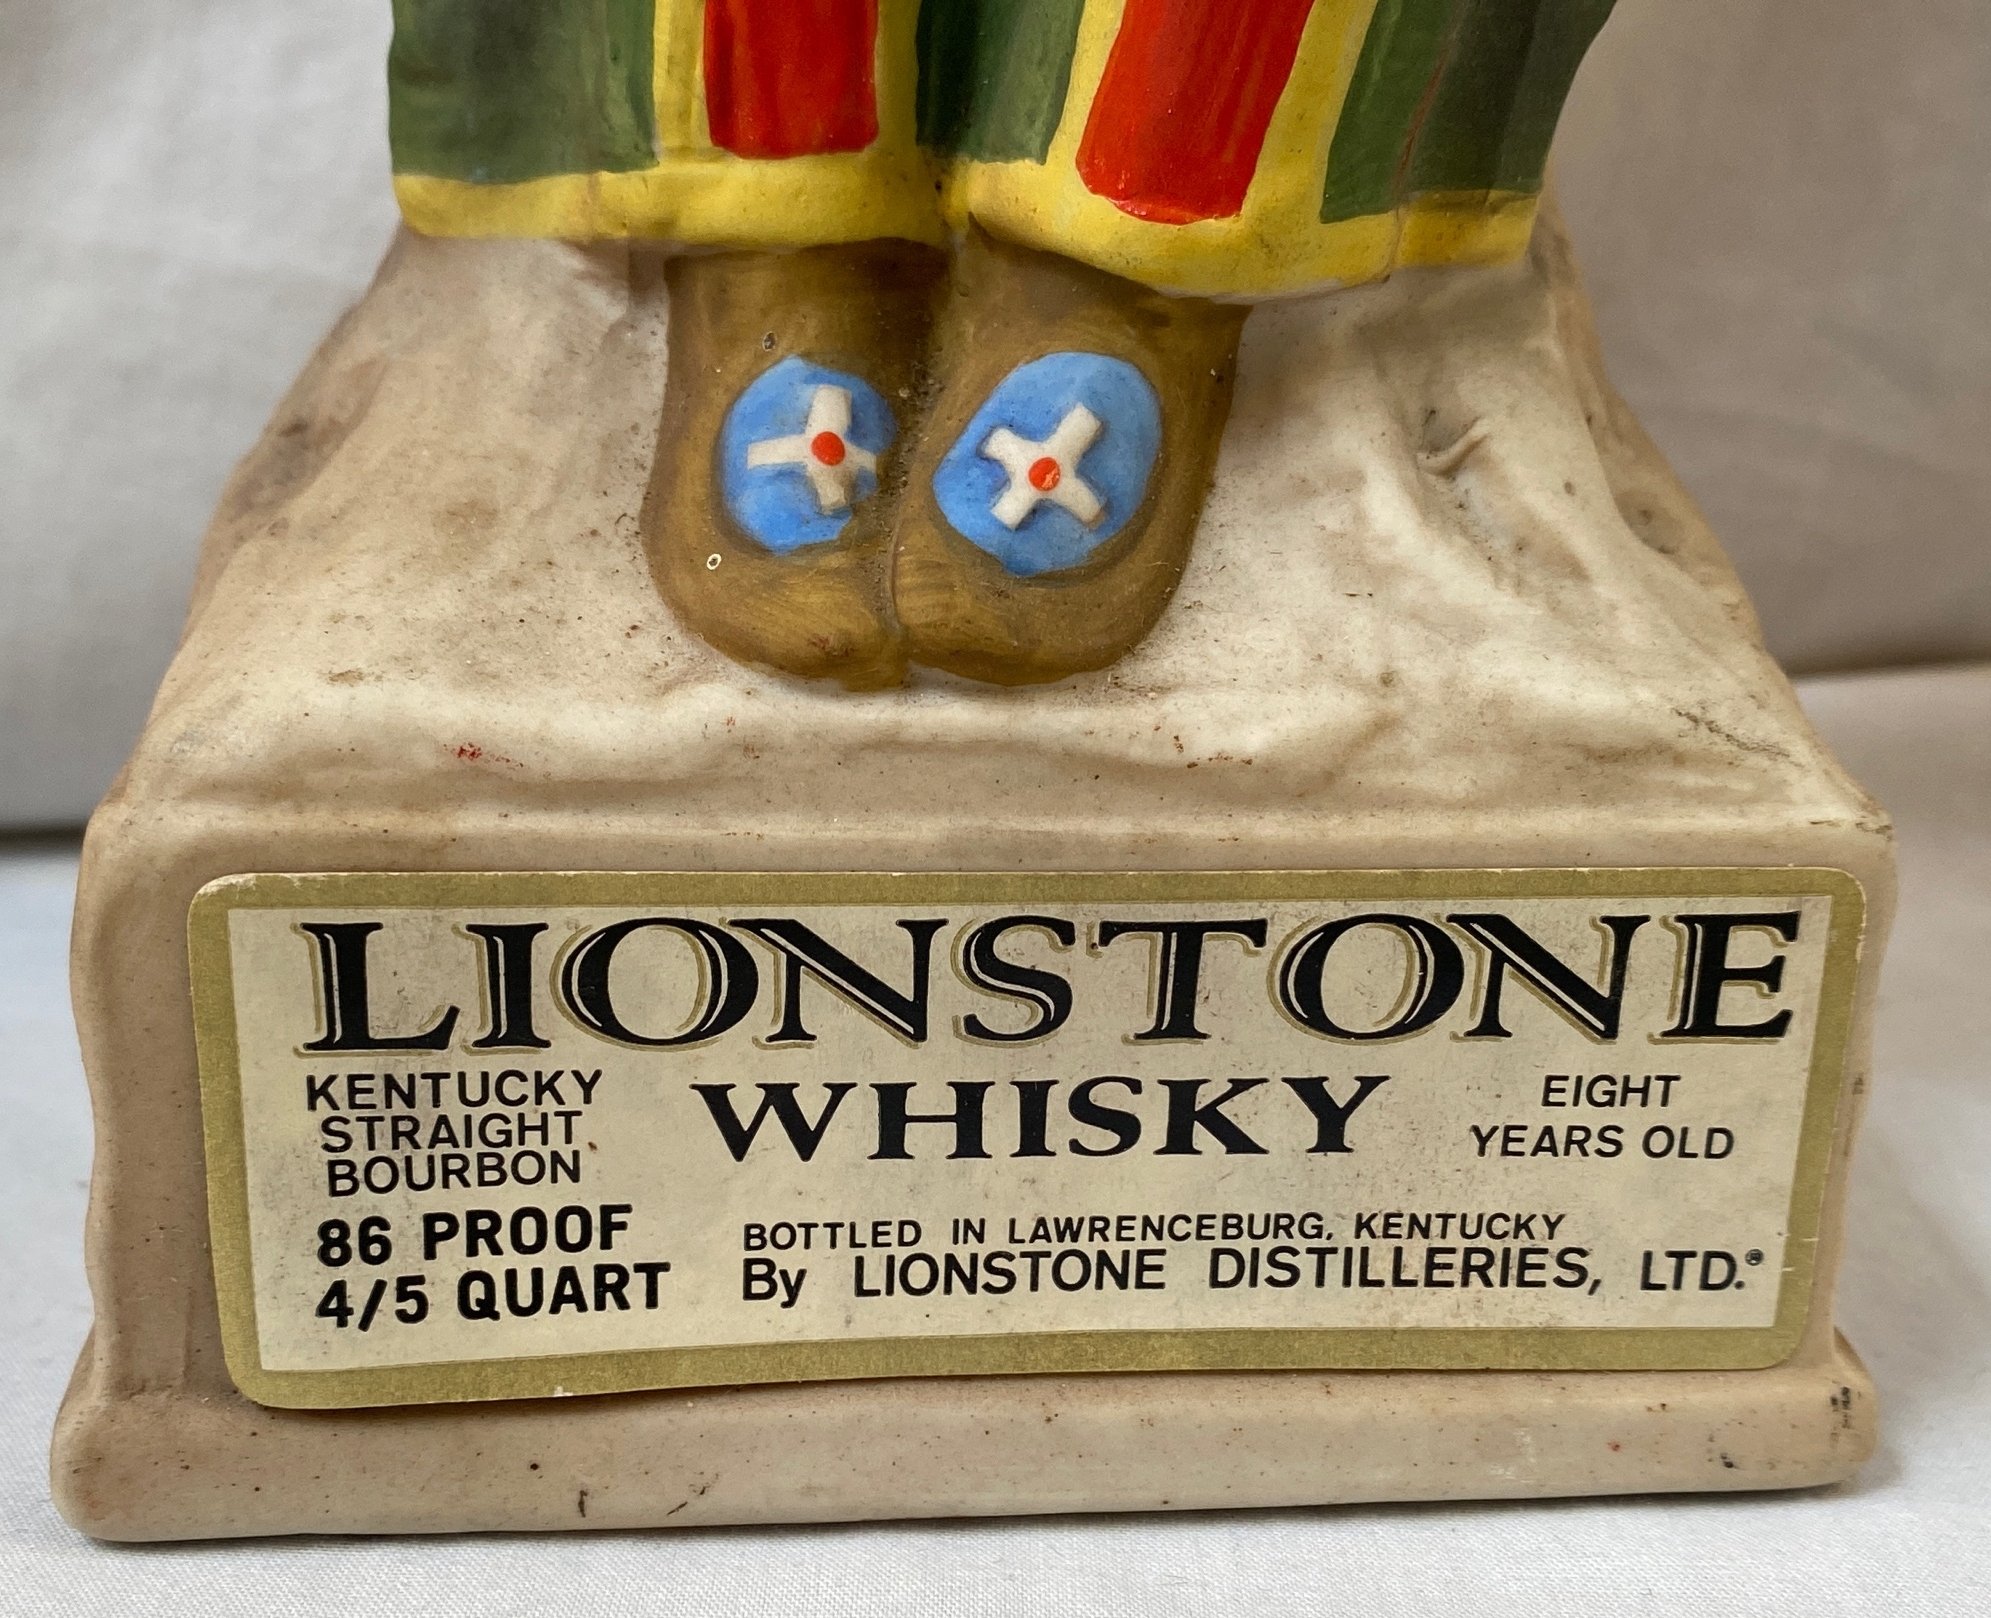 LIONSTONE
KENTUCKY
STRAIGHT
BOURBON
WHISKY
EIGHT
YEARS OLD
86 PROOF
4/5 QUART
BOTTLED IN LAWRENCEBURG, KENTUCKY
By LIONSTONE DISTILLERIES, LTD.®